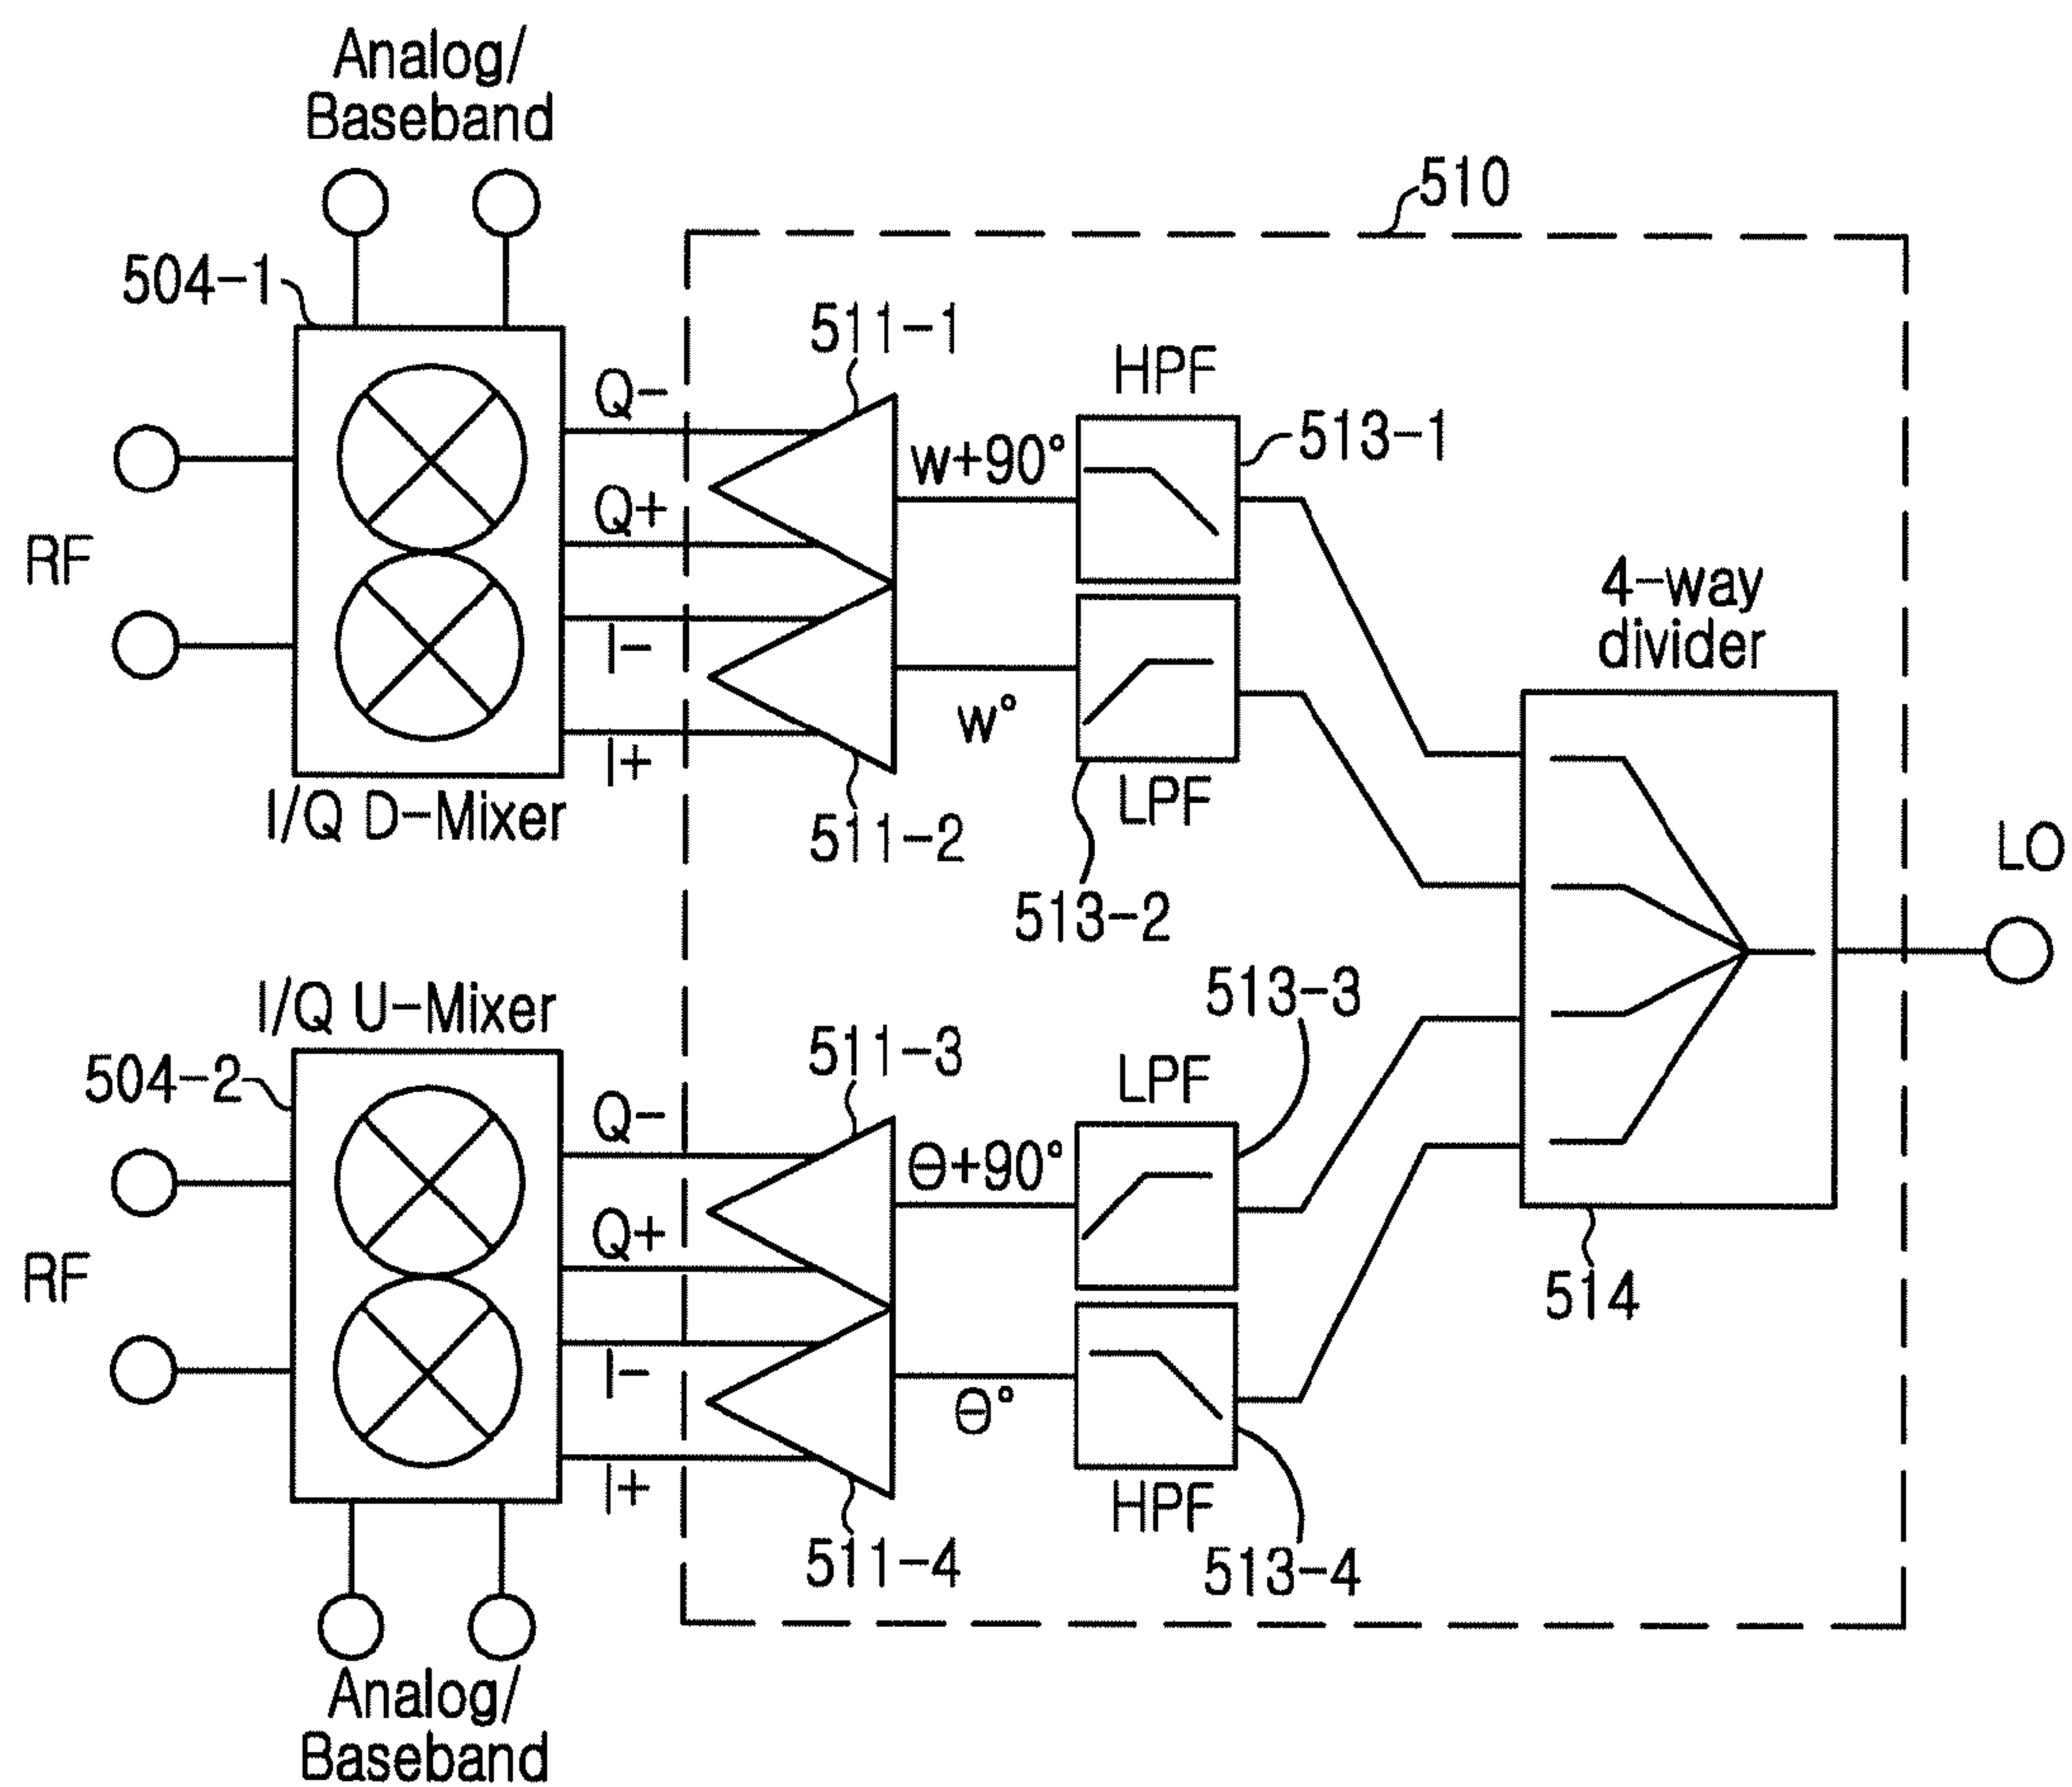 Analog/
Baseband
510
504-1
511-1
HPF
Q-
513-1
w+90°
Q+
RF
4-way
divider
I-
w°
I+
LPF
I/Q D-Mixer
511-2
LO
513-2
I/Q U-Mixer
513-3
511-3
504-2
LPF
Q-
Θ+90°
Q+
RF
514
I-
Θ°
I+
HPF
511-4
513-4
Analog/
Baseband